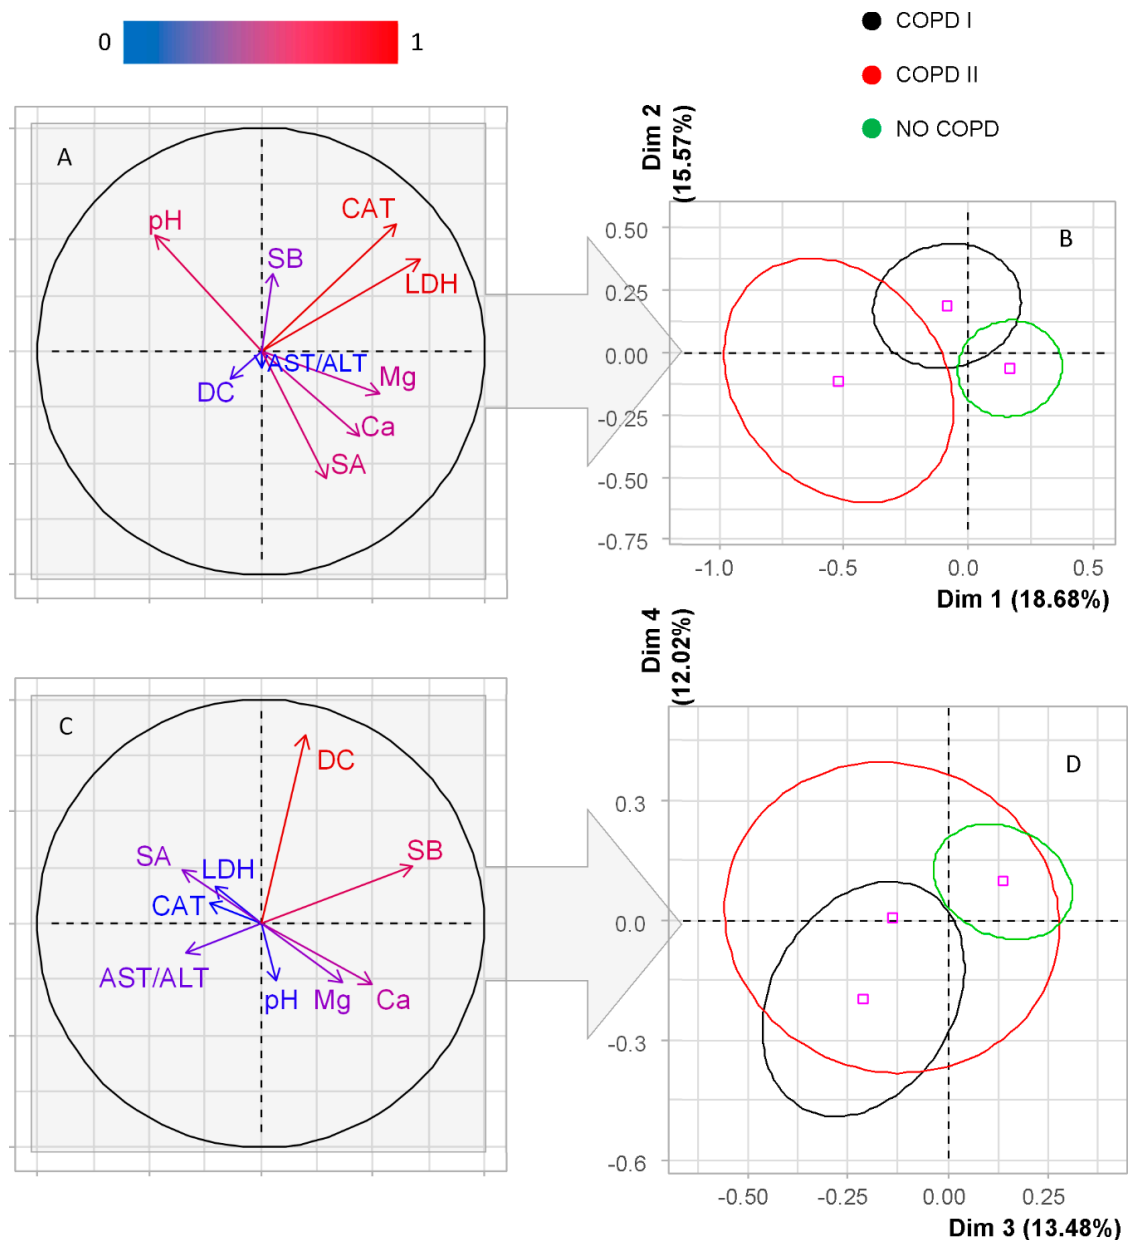 0
1
COPD I
COPD II
NO COPD
A
pH
CAT
SB
LDH
AST/ALT
DC
Mg
Ca
SA
Dim 2
(15.57%)
B
0.50
0.25
0.00
-0.25
-0.50
-0.75
-1.0
-0.5
0.0
0.5
Dim 1 (18.68%)
C
DC
SB
SA
LDH
CAT
AST/ALT
pH
Mg
Ca
Dim 4
(12.02%)
D
0.3
0.0
-0.3
-0.6
-0.50
-0.25
0.00
0.25
Dim 3 (13.48%)